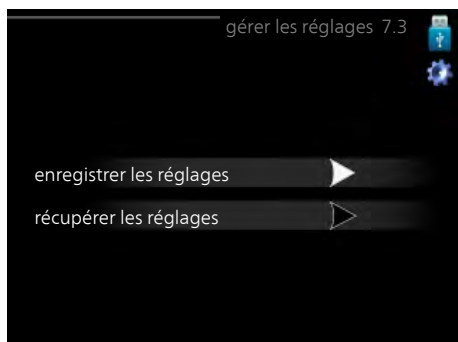 gérer les réglages 7.3
enregistrer les réglages
récupérer les réglages